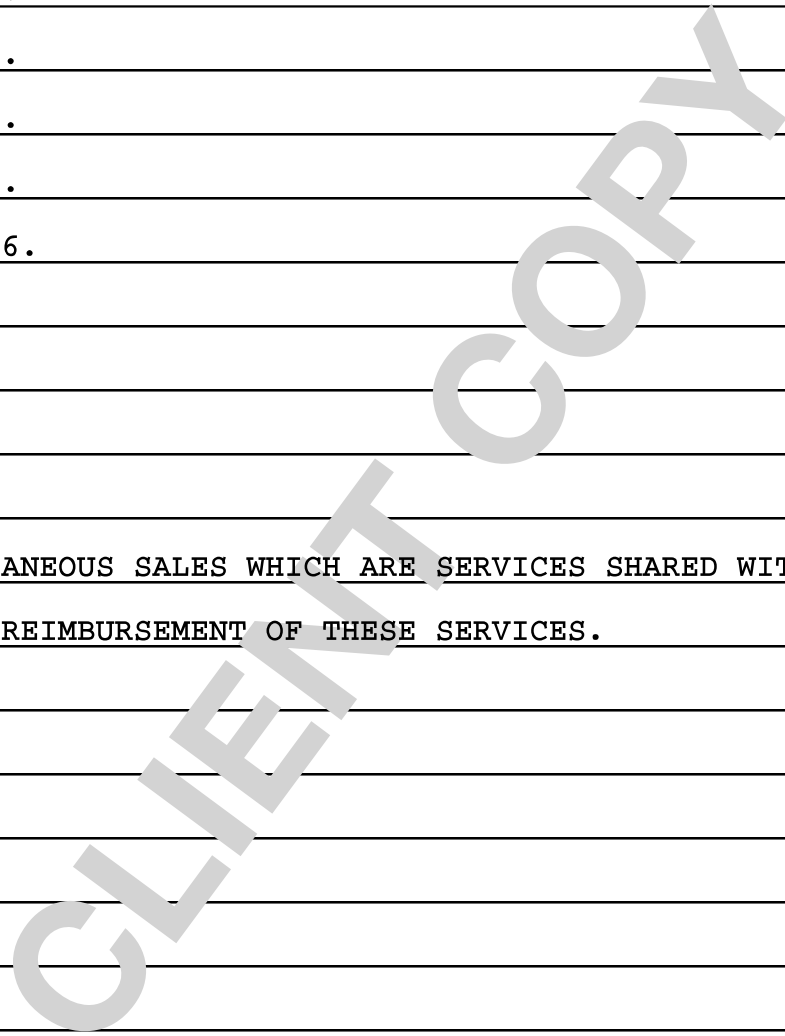 .
.
.
6.
ANEOUS SALES WHICH ARE SERVICES SHARED WIT
REIMBURSEMENT OF THESE SERVICES.
CLIENT COPY